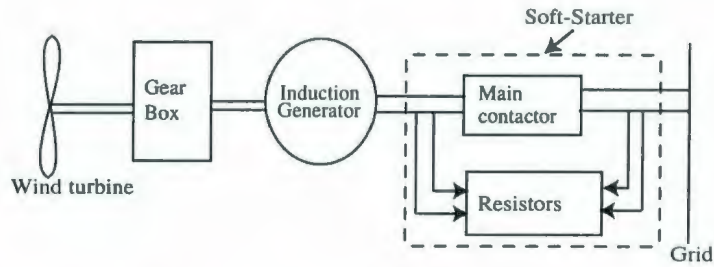 Soft-Starter
Gear
Box
Induction
Generator
Main
contactor
Wind turbine
Resistors
Grid